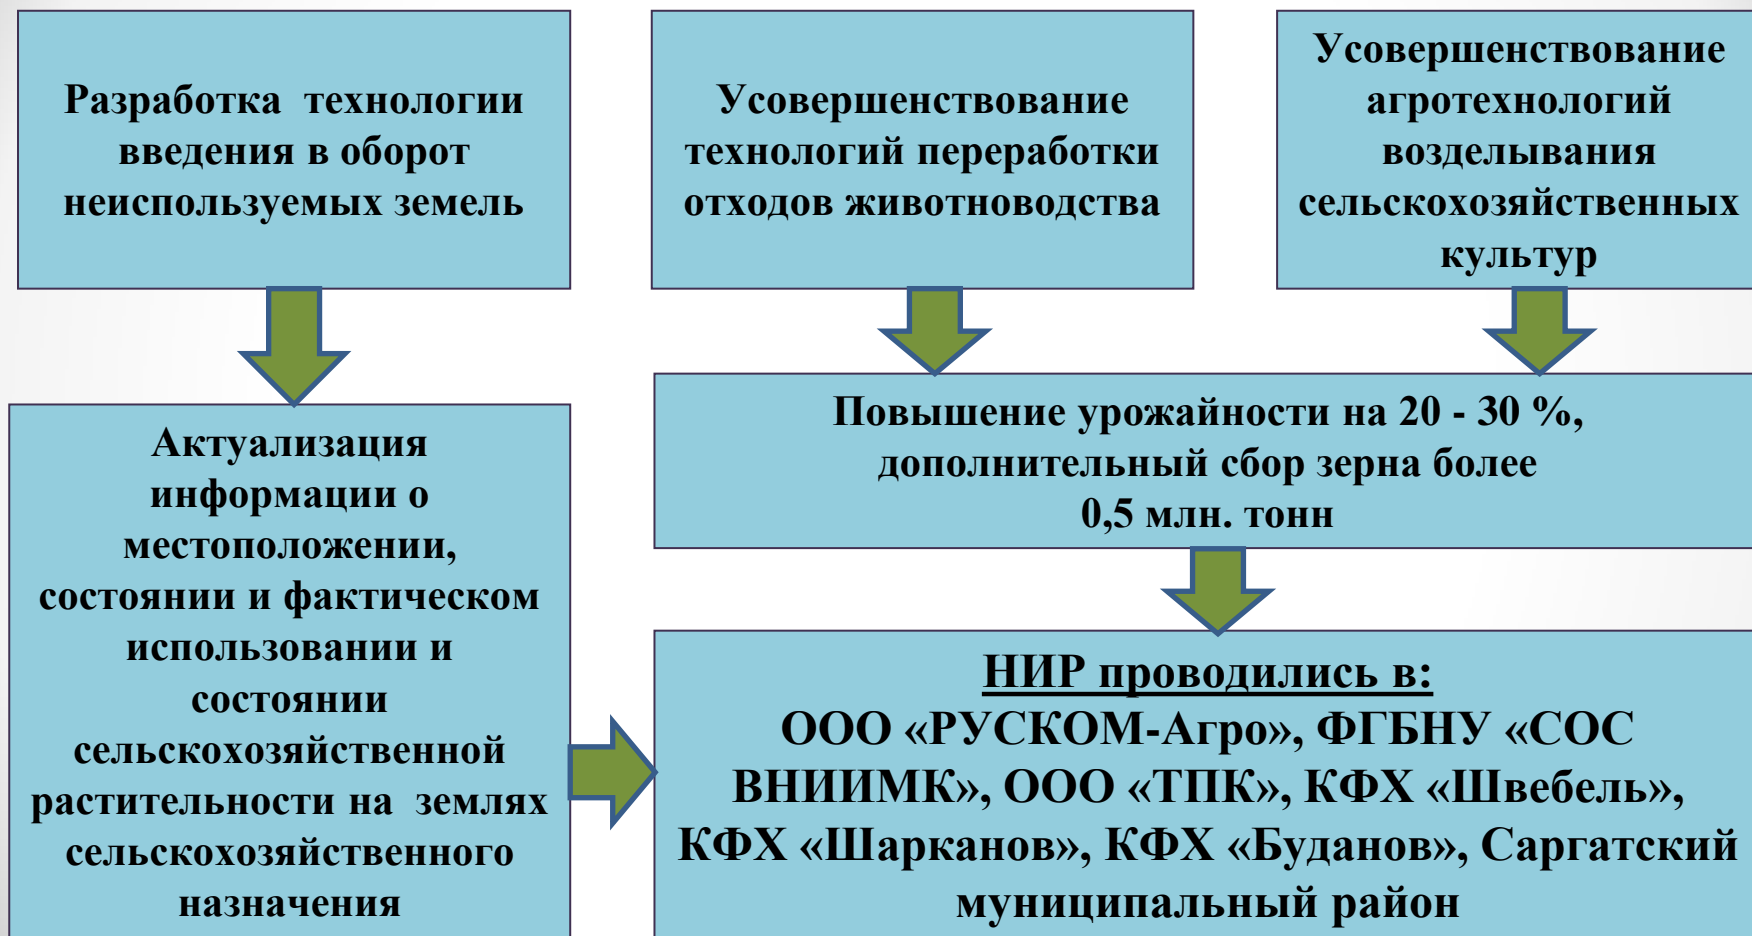 Разработка технологии
введения в оборот
неиспользуемых земель
Усовершенствование
технологий переработки
отходов животноводства
Усовершенствование
агротехнологий
возделывания
сельскохозяйственных
культур
Актуализация
информации о
местоположении,
состоянии и фактическом
использовании и
состоянии
сельскохозяйственной
растительности на землях
сельскохозяйственного
назначения
Повышение урожайности на 20 - 30 %,
дополнительный сбор зерна более
0,5 млн. тонн
НИР проводились в:
ООО «РУСКОМ-Агро», ФГБНУ «СОС
ВНИИМК», ООО «ТПК», КФХ «Швебель»,
КФХ «Шарканов», КФХ «Буданов», Саргатский
муниципальный район